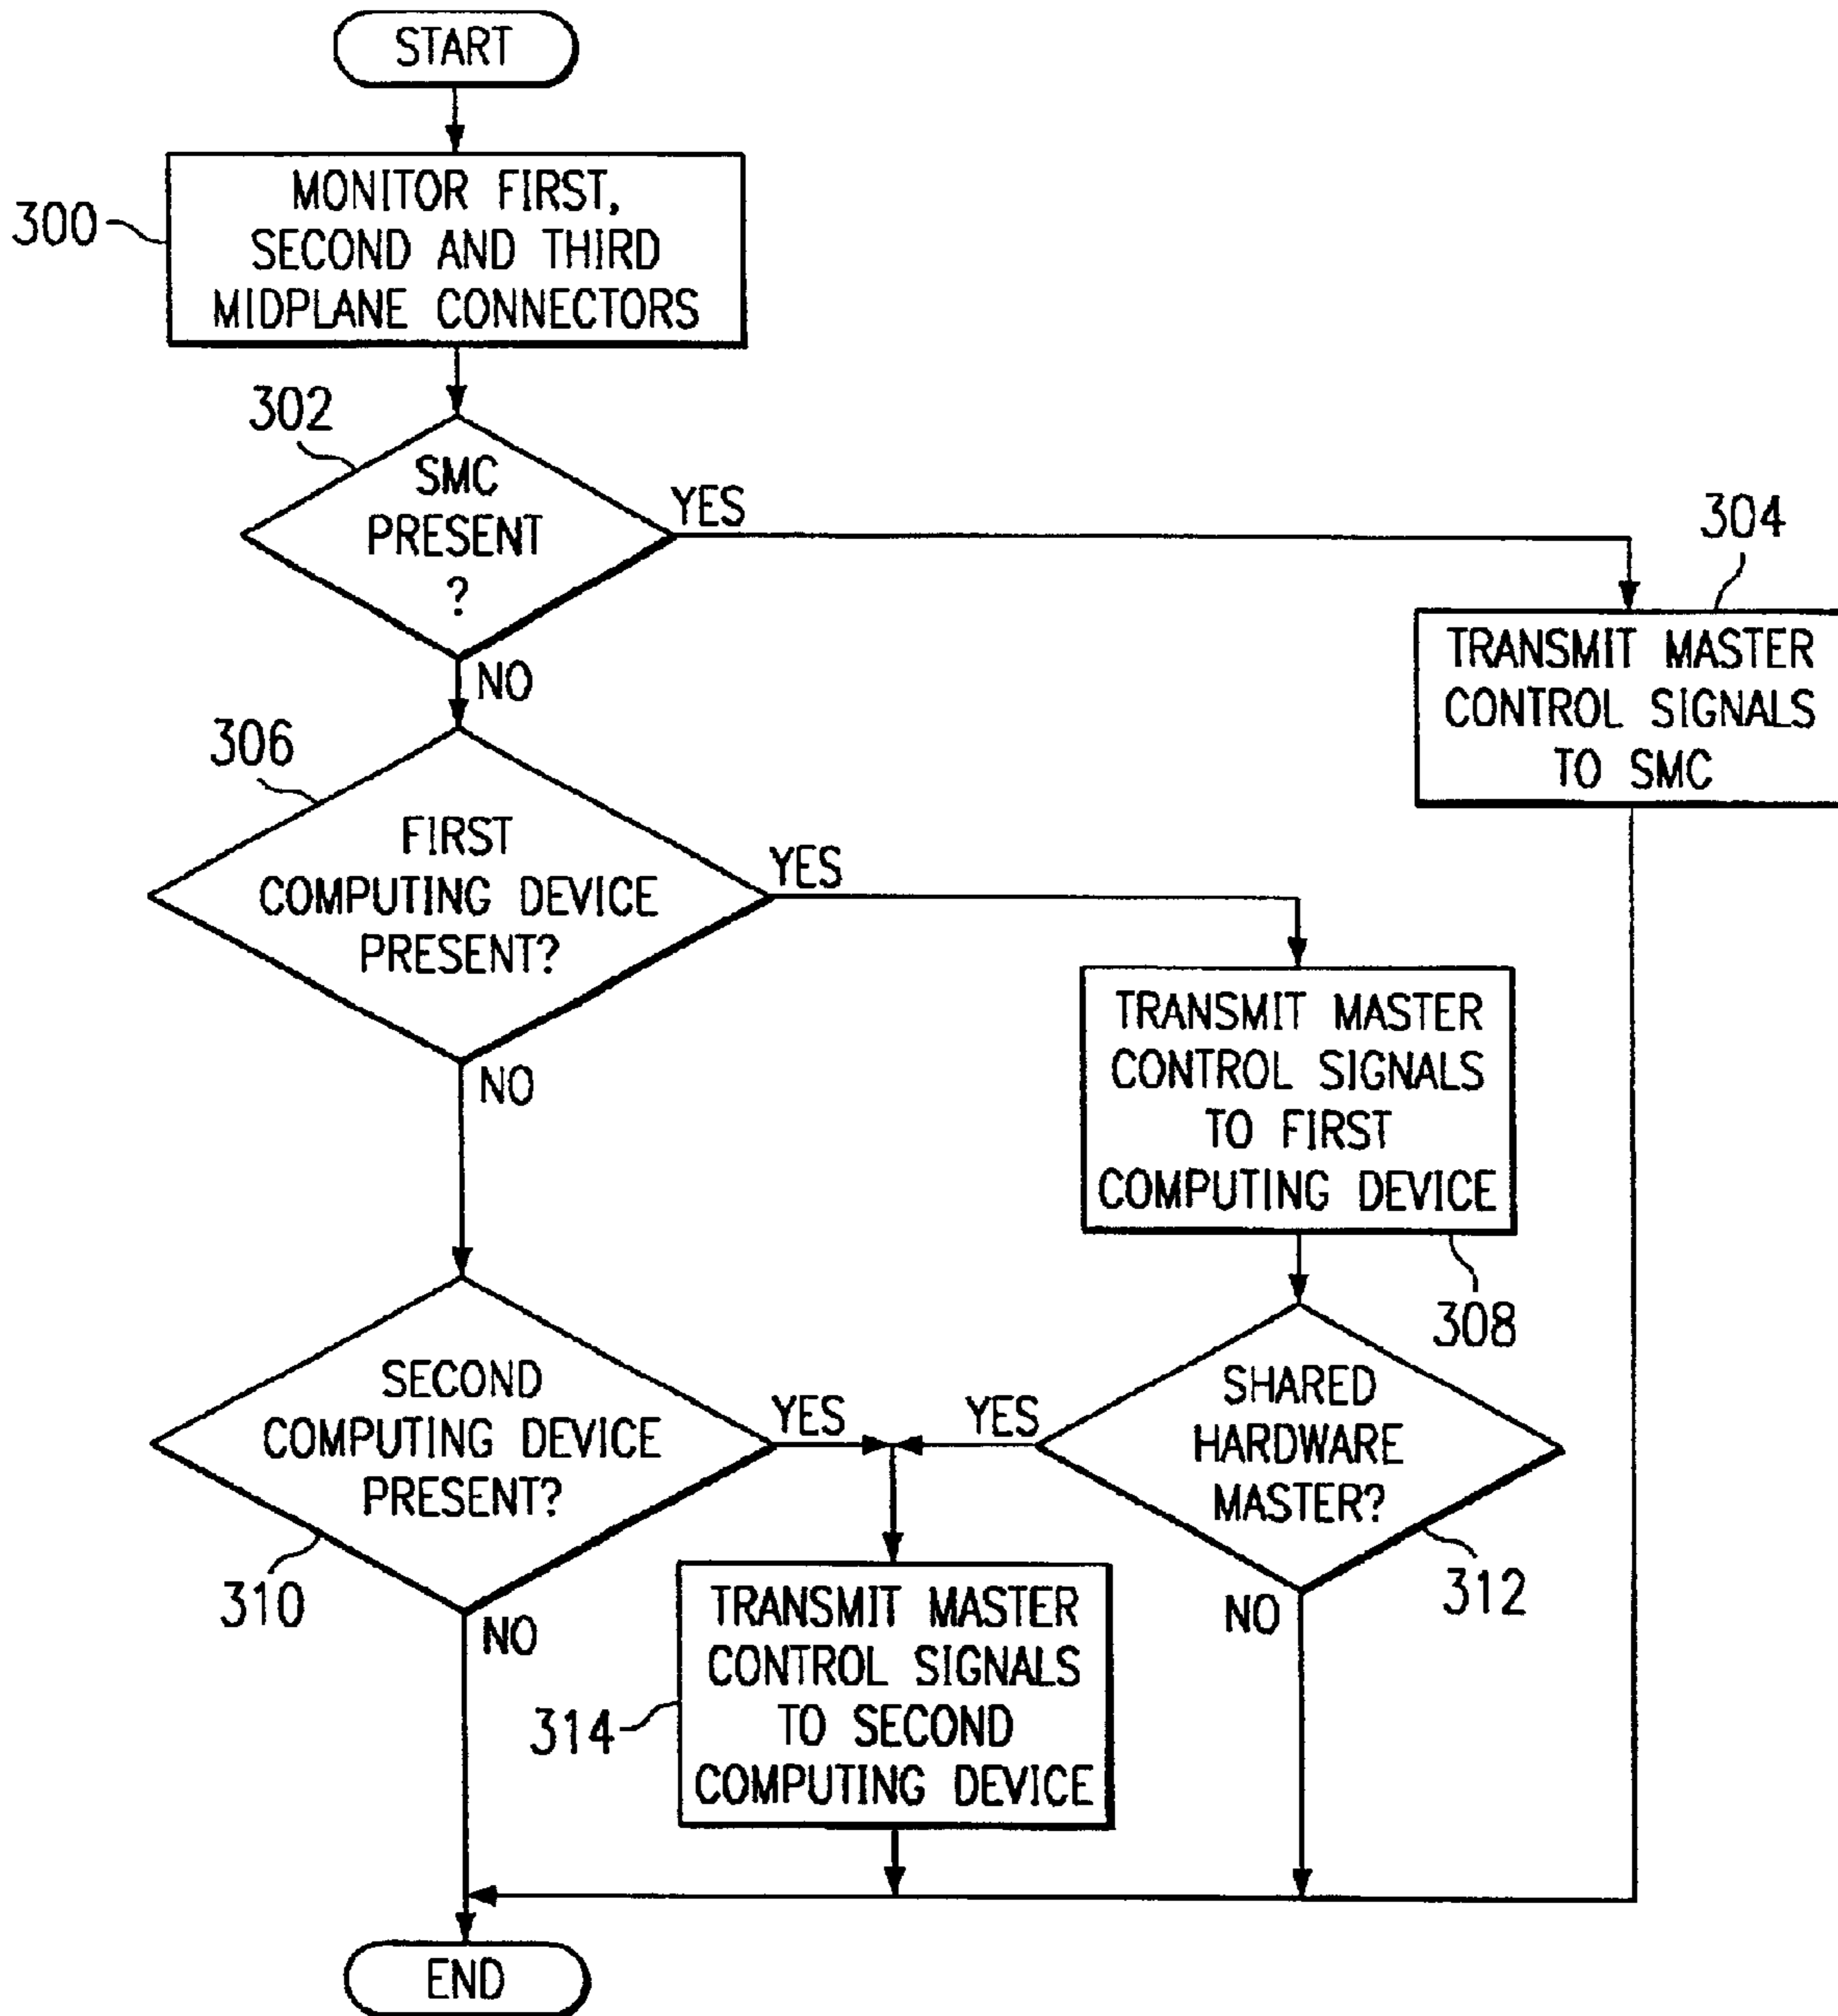 START
300
MONITOR FIRST,
SECOND AND THIRD
MIDPLANE CONNECTORS
302
SMC
PRESENT
?
YES
NO
304
TRANSMIT MASTER
CONTROL SIGNALS
TO SMC
306
FIRST
COMPUTING DEVICE
PRESENT?
YES
NO
TRANSMIT MASTER
CONTROL SIGNALS
TO FIRST
COMPUTING DEVICE
308
SECOND
COMPUTING DEVICE
PRESENT?
YES
310
NO
YES
SHARED
HARDWARE
MASTER?
312
NO
314
TRANSMIT MASTER
CONTROL SIGNALS
TO SECOND
COMPUTING DEVICE
END